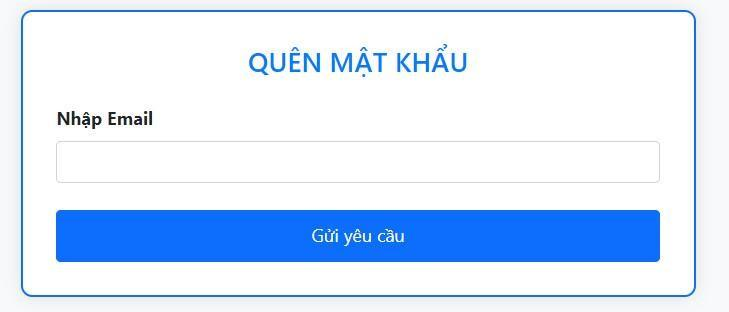 QUÊN MẬT KHẨU
Nhập Email
Gửi yêu cầu